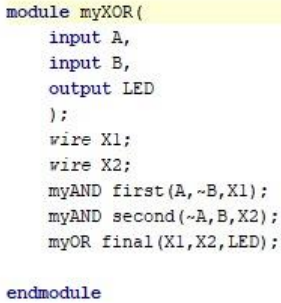 module myXOR(
input A,
input B,
output LED
);
wire X1;
wire X2;
myAND first(A,~B,X1);
myAND second(~A,B,X2);
myOR final(X1,X2,LED);
endmodule